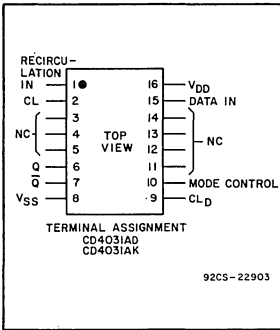 RECIRCU-
LATION
IN 1 16 VDD
CL 2 15 DATA IN
3 14
NC 4 TOP 13 NC
5 VIEW 12
Q 6 11
Q̅ 7 10 MODE CONTROL
VSS 8 9 CLD
TERMINAL ASSIGNMENT
CD4031AD
CD4031AK
92CS-22903